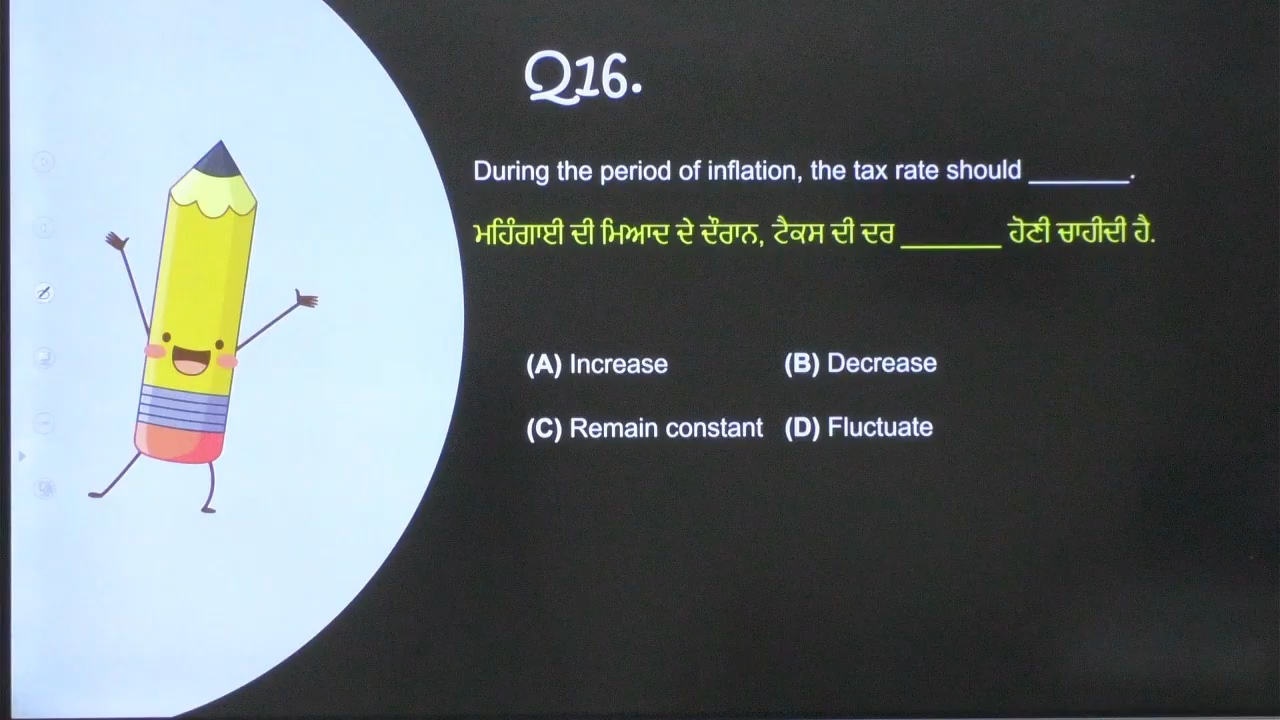 Q16.
During the period of inflation, the tax rate should _______.
ਮਹਿੰਗਾਈ ਦੀ ਮਿਆਦ ਦੇ ਦੌਰਾਨ, ਟੈਕਸ ਦੀ ਦਰ _______ ਹੋਣੀ ਚਾਹੀਦੀ ਹੈ.
(A) Increase (B) Decrease
(C) Remain constant (D) Fluctuate